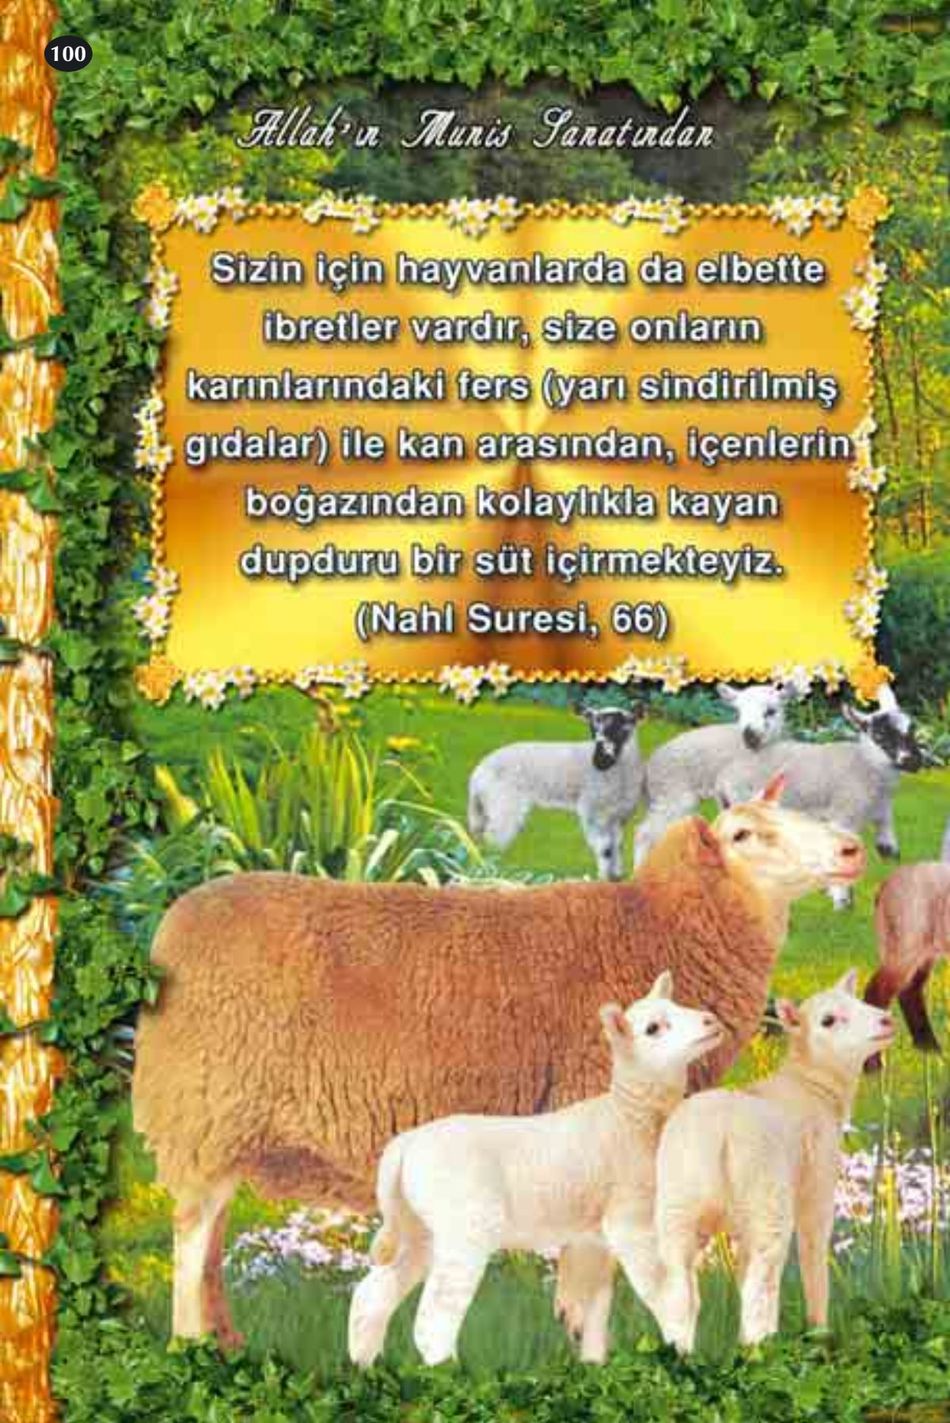 100
Allah'ın Munis Sanatından
Sizin için hayvanlarda da elbette
ibretler vardır, size onların
karınlarındaki fers (yarı sindirilmiş
gıdalar) ile kan arasından, içenlerin
boğazından kolaylıkla kayan
dupduru bir süt içirmekteyiz.
(Nahl Suresi, 66)